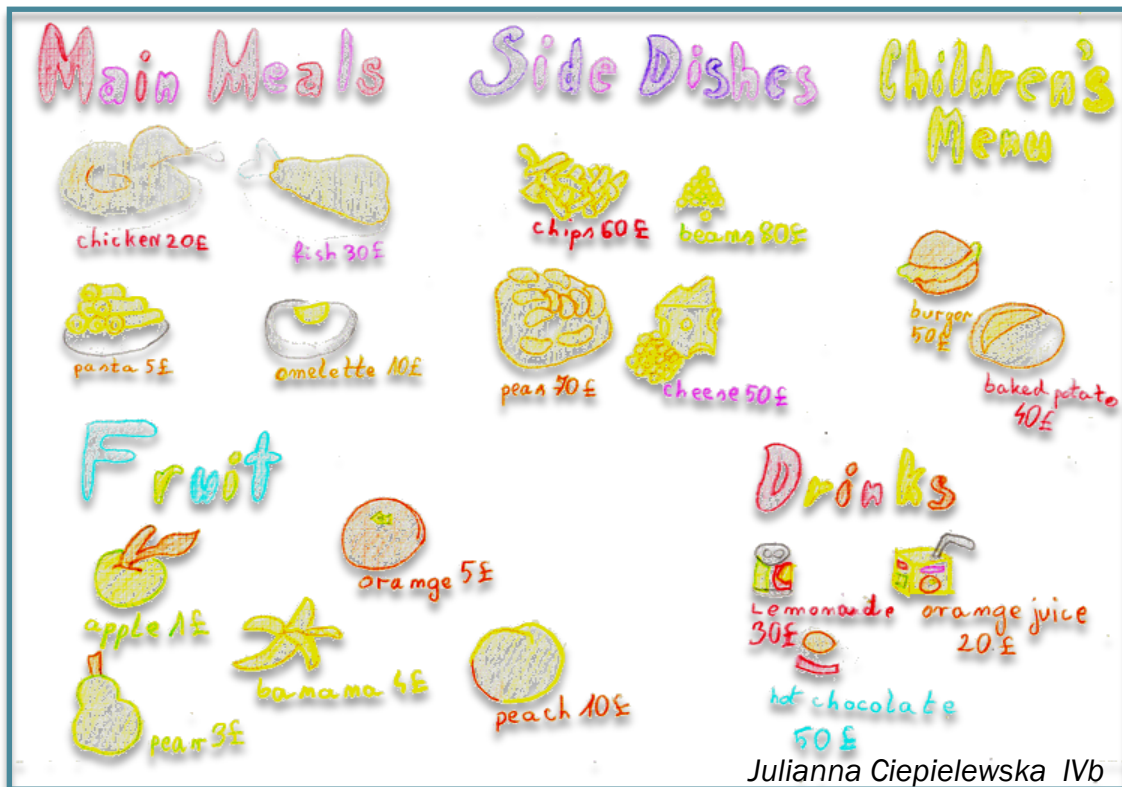 Main Meals
chicken 20£
fish 30£
pasta 5£
omelette 10£
Side Dishes
chips 60£
beans 80£
peas 70£
cheese 50£
Children's
Menu
burger
50£
baked potato
40£
Fruit
apple 1£
orange 5£
banana 4£
pear 3£
peach 10£
Drinks
Lemonade
30£
orange juice
20£
hot chocolate
50£
Julianna Ciepielewska IVb